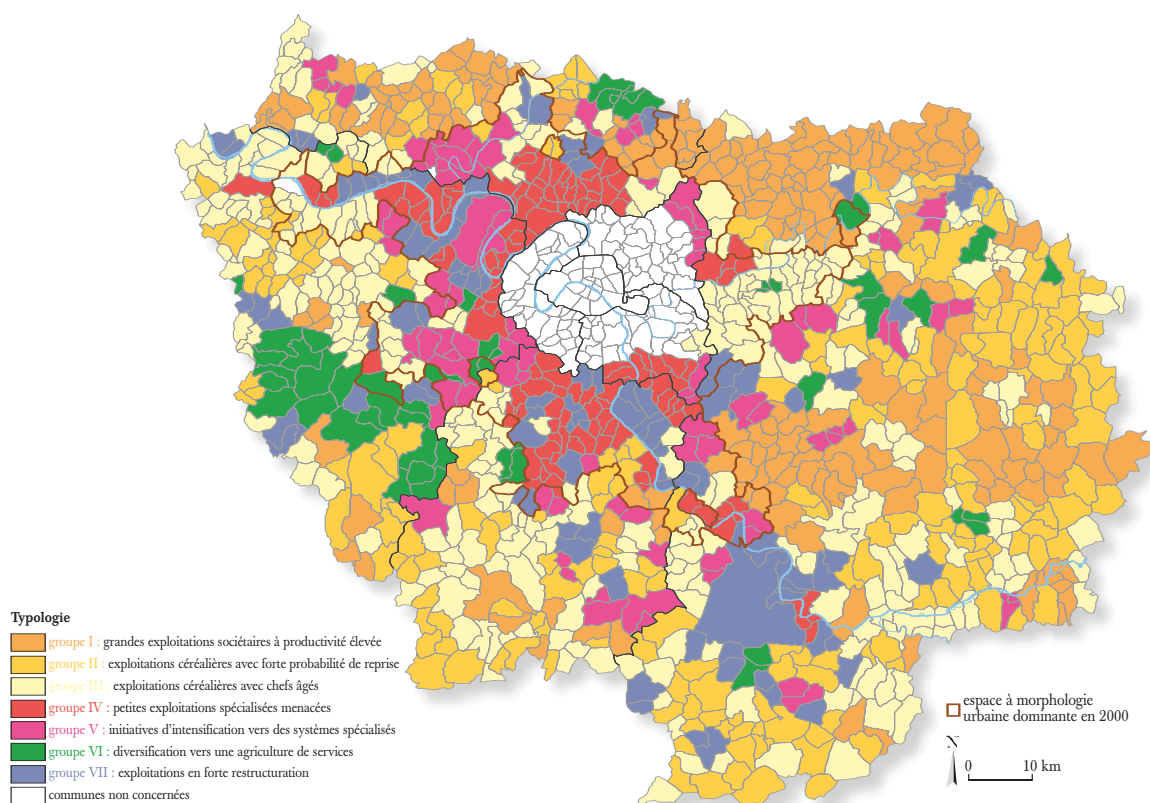 Typologie
groupe I : grandes exploitations sociétaires à productivité élevée
groupe II : exploitations céréalières avec forte probabilité de reprise
groupe III : exploitations céréalières avec chefs âgés
groupe IV : petites exploitations spécialisées menacées
groupe V : initiatives d'intensification vers des systèmes spécialisés
groupe VI : diversification vers une agriculture de services
groupe VII : exploitations en forte restructuration
communes non concernées
espace à morphologie
urbaine dominante en 2000
N
0 10 km